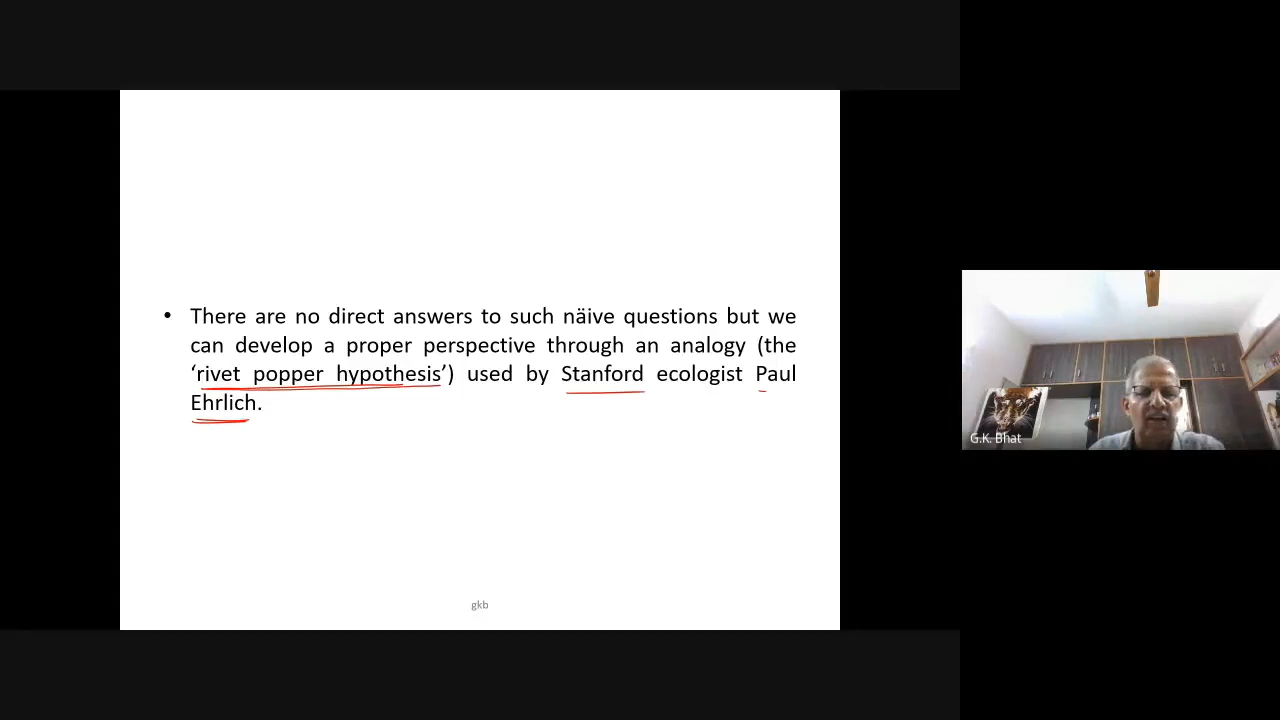 • There are no direct answers to such näive questions but we
can develop a proper perspective through an analogy (the
‘rivet popper hypothesis’) used by Stanford ecologist Paul
Ehrlich.
gkb
G.K. Bhat